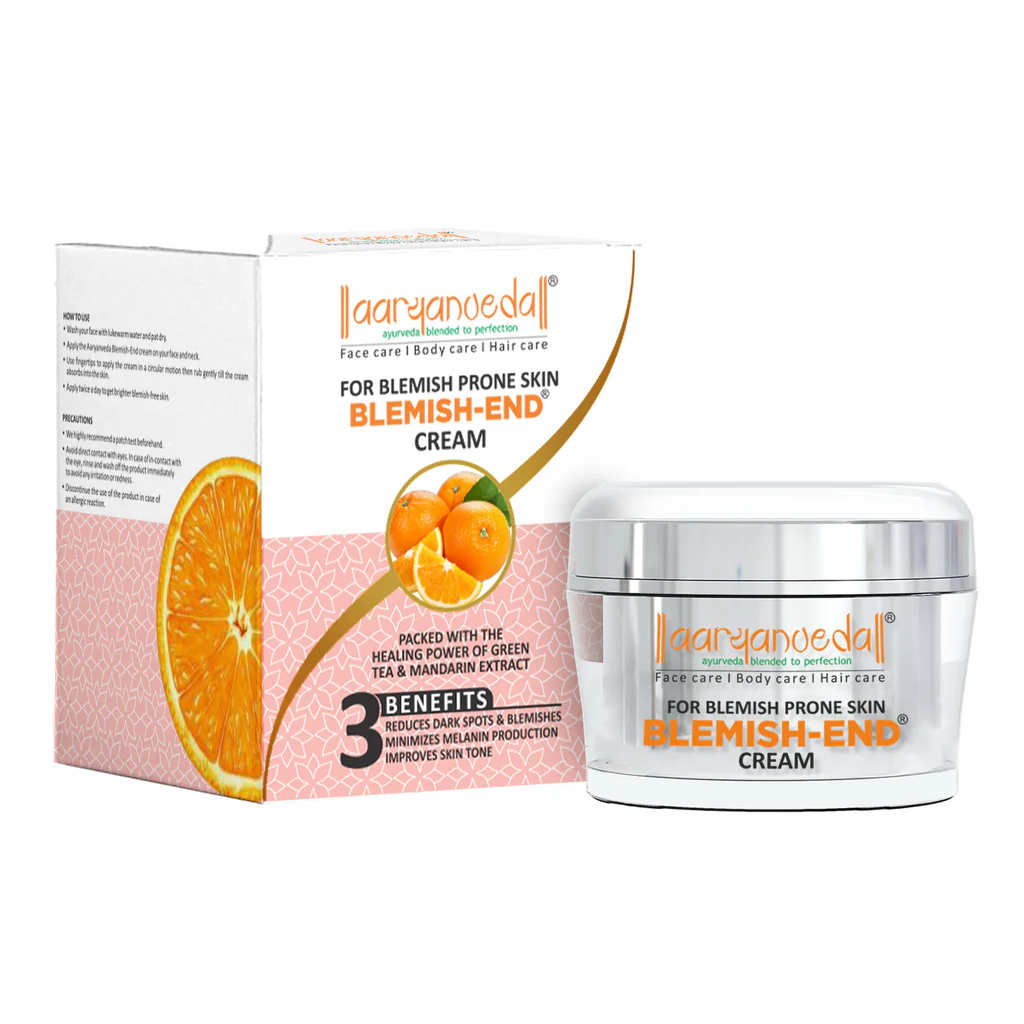 HOW TO USE
• Wash your face with lukewarm water and pat dry.
• Apply the Aaryanveda Blemish-End cream on your face and neck.
• Use fingertips to apply the cream in a circular motion then rub gently till the cream
absorbs into the skin.
• Apply twice a day to get brighter blemish-free skin.
PRECAUTIONS
• We highly recommend a patch test beforehand.
• Avoid direct contact with eyes. In case of in-contact with
the eye, rinse and wash off the product immediately
to avoid any irritation or redness.
• Discontinue the use of the product in case of
an allergic reaction.
aaryanveda®
ayurveda blended to perfection
Face care I Body care I Hair care
FOR BLEMISH PRONE SKIN
BLEMISH-END®
CREAM
PACKED WITH THE
HEALING POWER OF GREEN
TEA & MANDARIN EXTRACT
3 BENEFITS
REDUCES DARK SPOTS & BLEMISHES
MINIMIZES MELANIN PRODUCTION
IMPROVES SKIN TONE
aaryanveda®
ayurveda blended to perfection
Face care I Body care I Hair care
FOR BLEMISH PRONE SKIN
BLEMISH-END®
CREAM